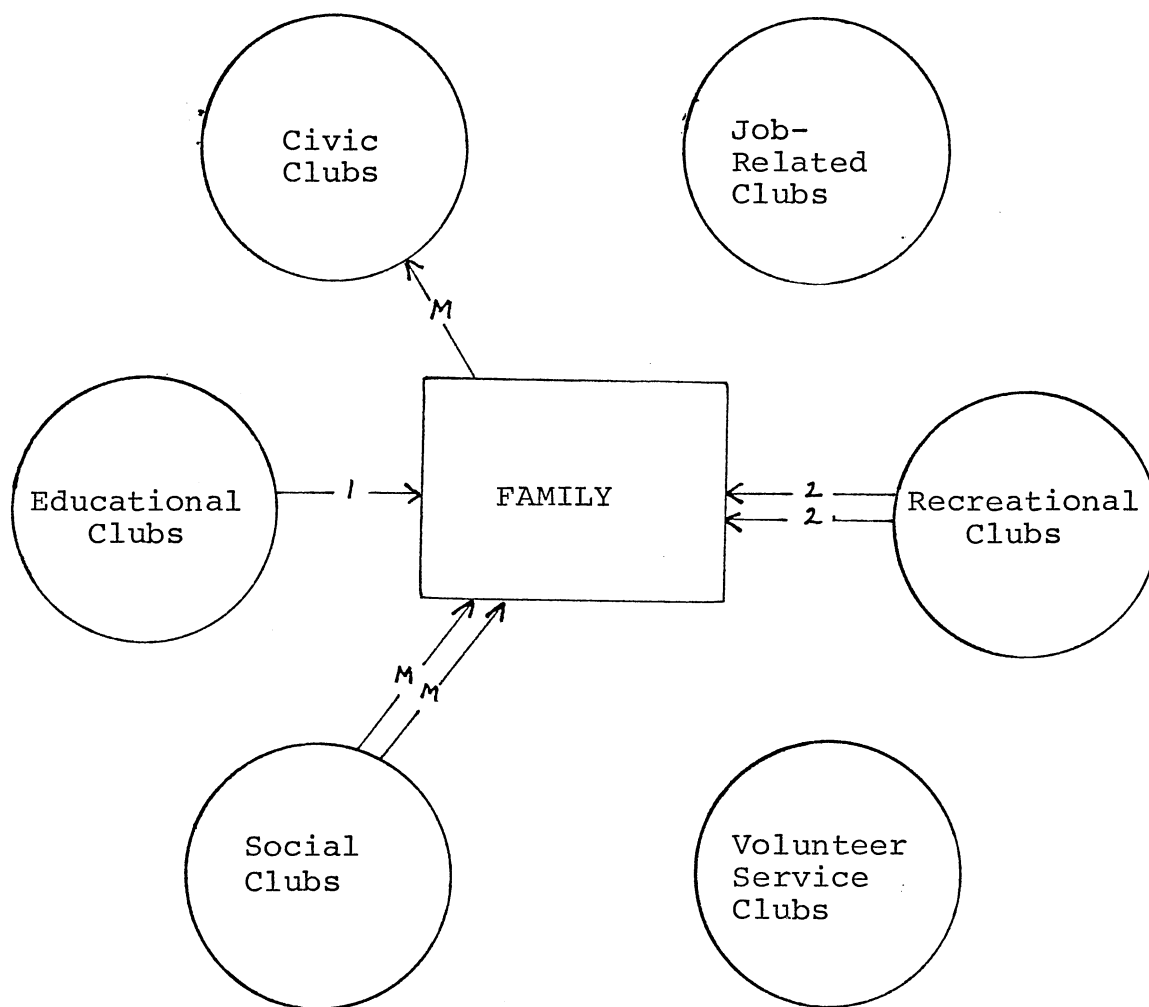 Civic
Clubs
Job-
Related
Clubs
M
Educational
Clubs
1
FAMILY
2
2
Recreational
Clubs
M
M
Social
Clubs
Volunteer
Service
Clubs